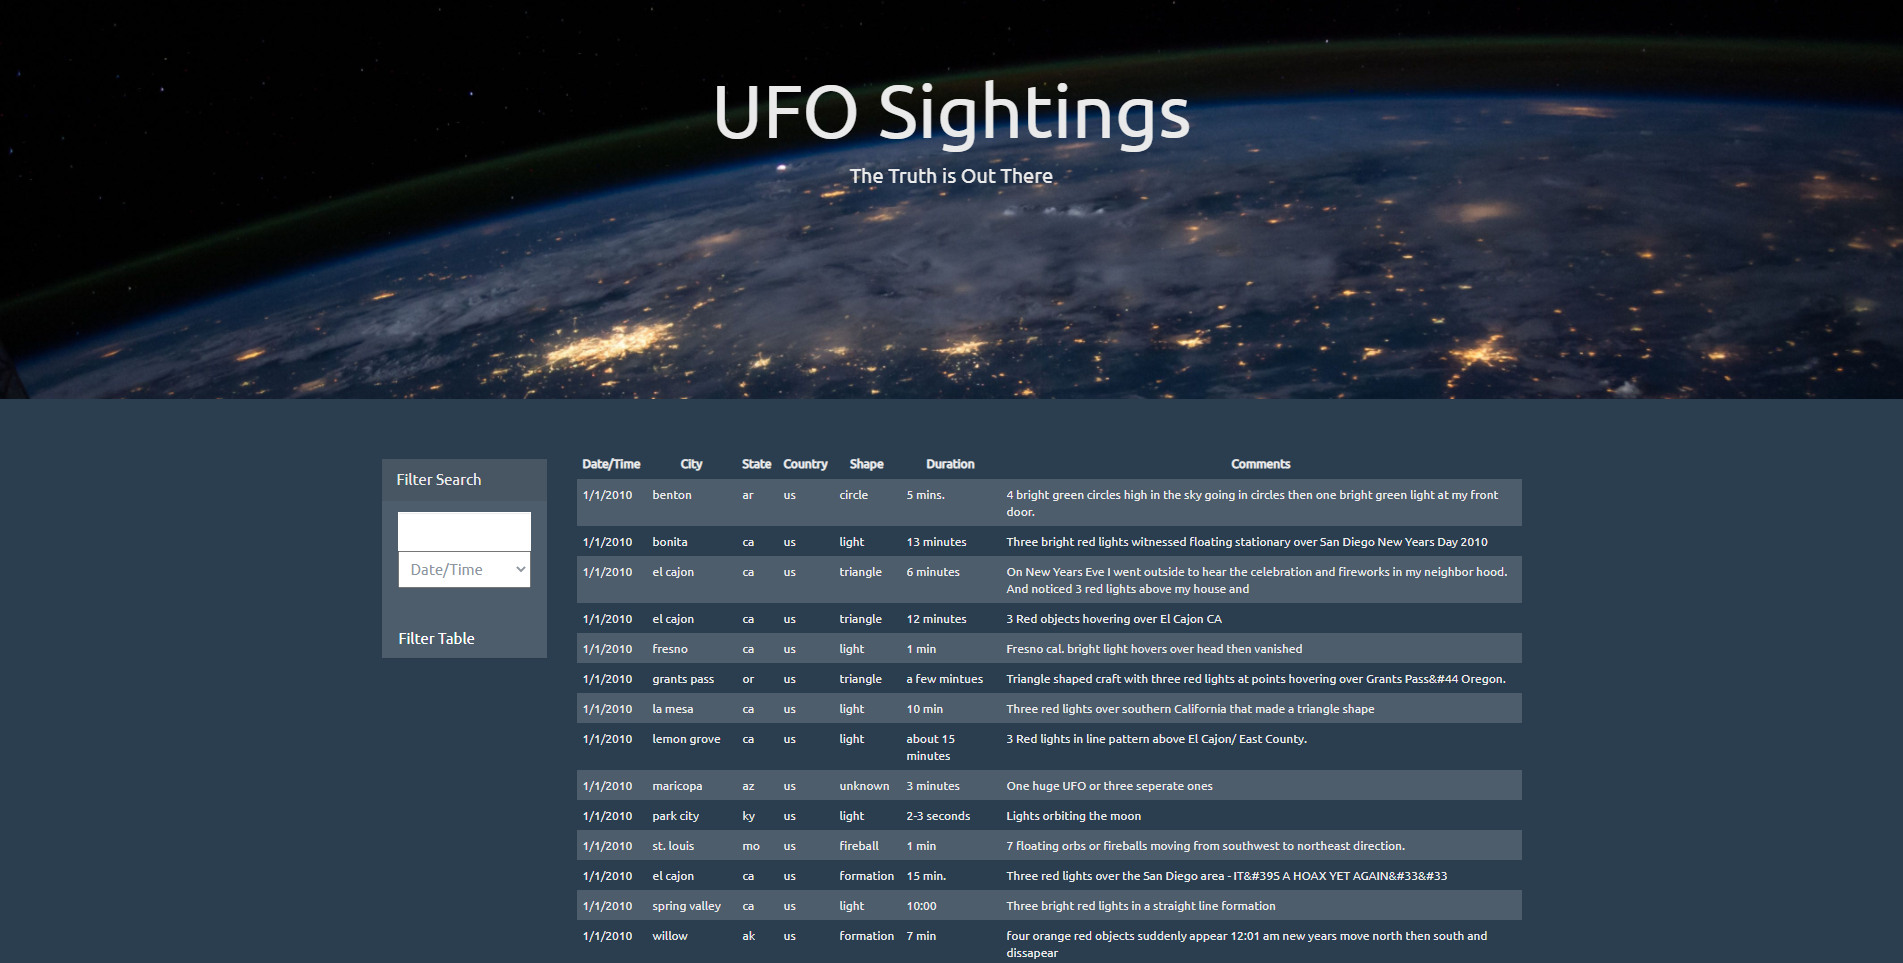 UFO Sightings
The Truth is Out There
Filter Search
Date/Time
Filter Table
Date/Time City State Country Shape Duration Comments
1/1/2010 benton ar us circle 5 mins. 4 bright green circles high in the sky going in circles then one bright green light at my front
door.
1/1/2010 bonita ca us light 13 minutes Three bright red lights witnessed floating stationary over San Diego New Years Day 2010
1/1/2010 el cajon ca us triangle 6 minutes On New Years Eve I went outside to hear the celebration and fireworks in my neighbor hood.
And noticed 3 red lights above my house and
1/1/2010 el cajon ca us triangle 12 minutes 3 Red objects hovering over El Cajon CA
1/1/2010 fresno ca us light 1 min Fresno cal. bright light hovers over head then vanished
1/1/2010 grants pass or us triangle a few mintues Triangle shaped craft with three red lights at points hovering over Grants Pass&#44 Oregon.
1/1/2010 la mesa ca us light 10 min Three red lights over southern California that made a triangle shape
1/1/2010 lemon grove ca us light about 15 3 Red lights in line pattern above El Cajon/ East County.
minutes
1/1/2010 maricopa az us unknown 3 minutes One huge UFO or three seperate ones
1/1/2010 park city ky us light 2-3 seconds Lights orbiting the moon
1/1/2010 st. louis mo us fireball 1 min 7 floating orbs or fireballs moving from southwest to northeast direction.
1/1/2010 el cajon ca us formation 15 min. Three red lights over the San Diego area - IT&#39S A HOAX YET AGAIN&#33&#33
1/1/2010 spring valley ca us light 10:00 Three bright red lights in a straight line formation
1/1/2010 willow ak us formation 7 min four orange red objects suddenly appear 12:01 am new years move north then south and
dissapear